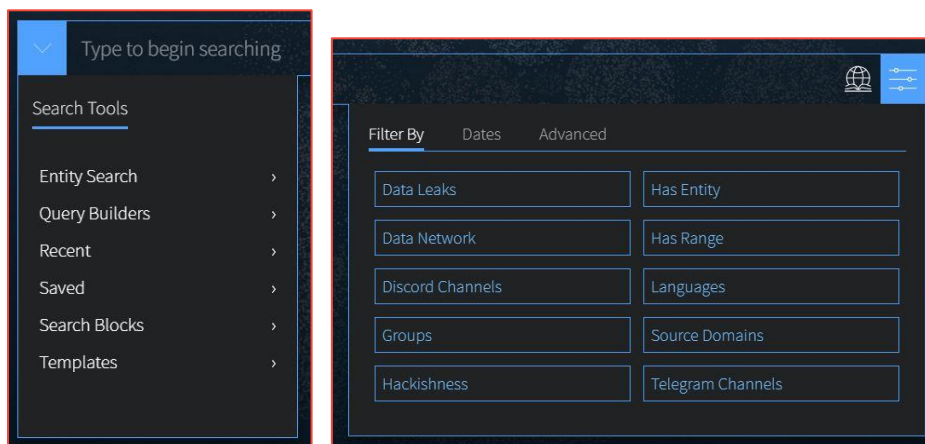 Type to begin searching
Search Tools
Entity Search
Query Builders
Recent
Saved
Search Blocks
Templates
Filter By Dates Advanced
Data Leaks Has Entity
Data Network Has Range
Discord Channels Languages
Groups Source Domains
Hackishness Telegram Channels